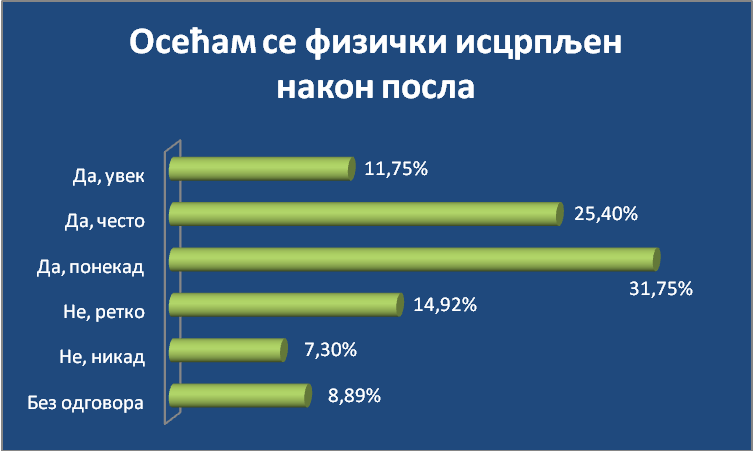 Осећам се физички исцрпљен
након посла
Да, увек 11,75%
Да, често 25,40%
Да, понекад 31,75%
Не, ретко 14,92%
Не, никад 7,30%
Без одговора 8,89%